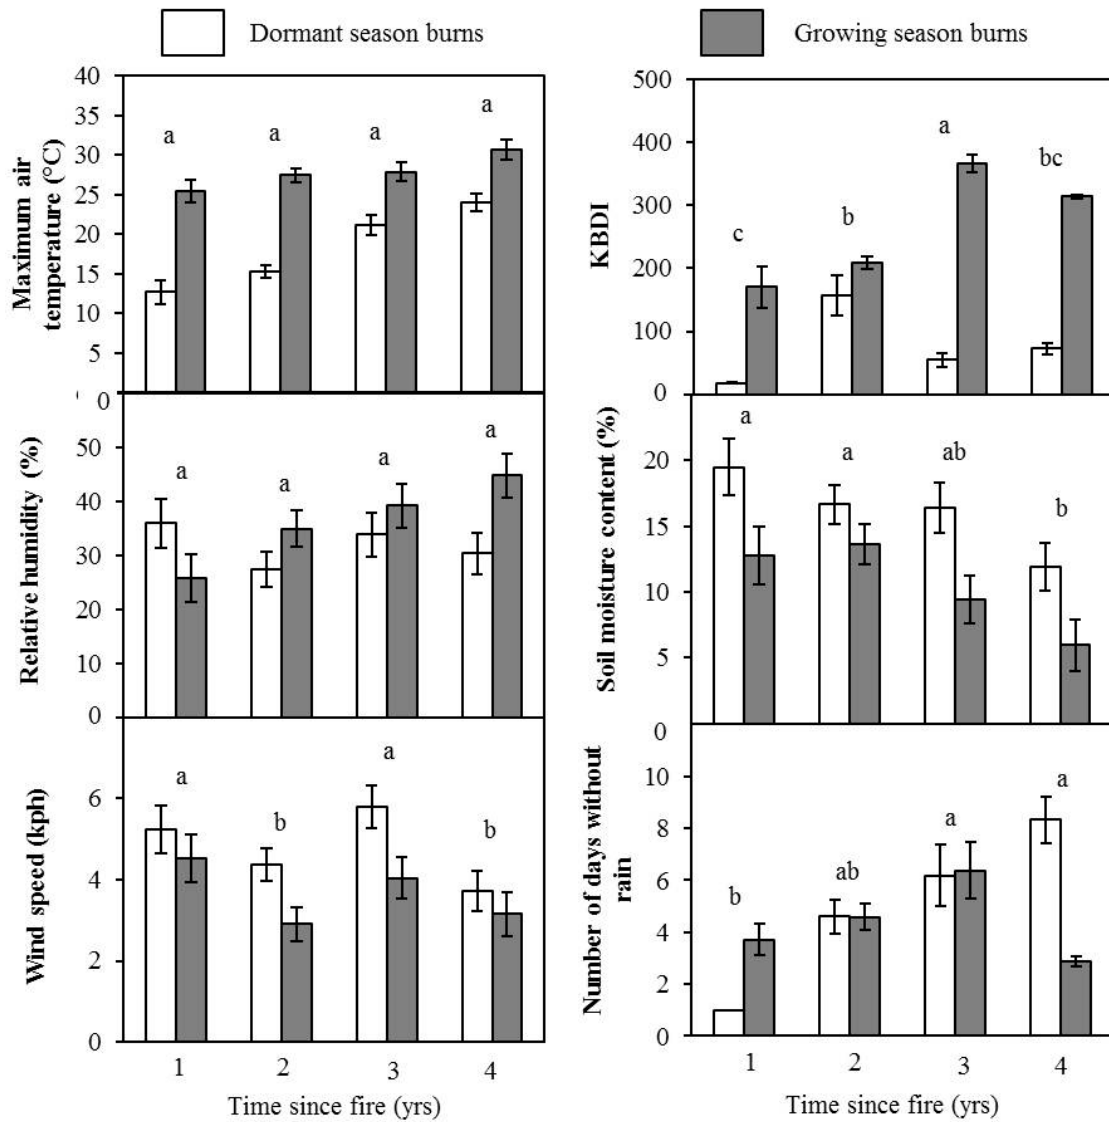 Dormant season burns
Growing season burns
Maximum air
temperature (°C)
40
35
30
25
20
15
10
5
0
a
a
a
a
KBDI
500
400
300
200
100
0
c
b
a
bc
Relative humidity (%)
50
40
30
20
10
0
a
a
a
a
Soil moisture content (%)
20
15
10
5
0
a
a
ab
b
Wind speed (kph)
6
4
2
0
a
b
a
b
1
2
3
4
Time since fire (yrs)
Number of days without
rain
10
8
6
4
2
0
b
ab
a
a
1
2
3
4
Time since fire (yrs)